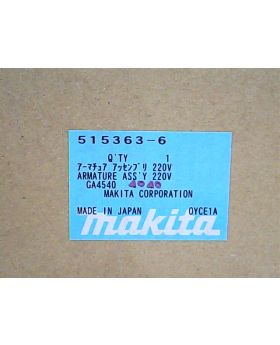 515363-6
Q'TY 1
ｱｰﾏﾁｭｱ ｱｯｾﾝﾌﾞﾘ 220V
ARMATURE ASS'Y 220V
GA4540 4040
MAKITA CORPORATION
MADE IN JAPAN QYCE1A
makita